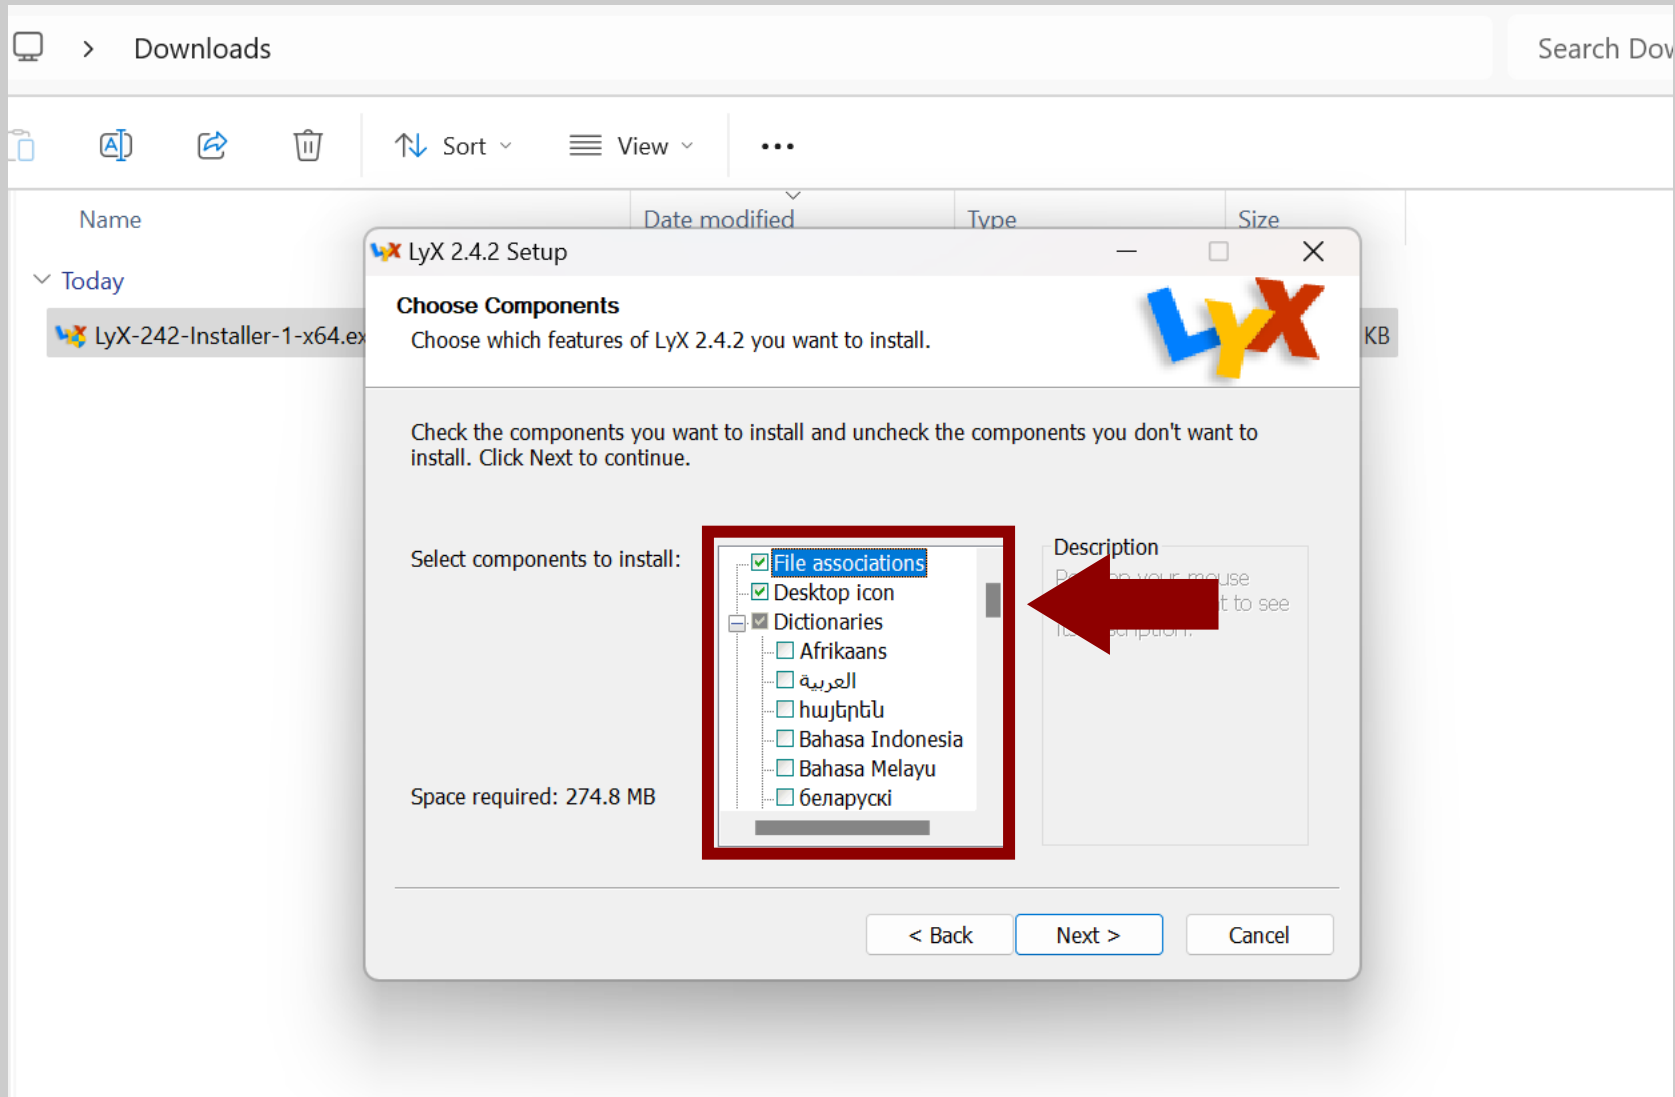 Downloads
Search Dov
Sort
View
Name
Date modified
Type
Size
Today
LyX-242-Installer-1-x64.ex
KB
LyX 2.4.2 Setup
Choose Components
Choose which features of LyX 2.4.2 you want to install.
LYX
Check the components you want to install and uncheck the components you don't want to
install. Click Next to continue.
Select components to install:
File associations
Desktop icon
Dictionaries
Afrikaans
العربية
հայերեն
Bahasa Indonesia
Bahasa Melayu
беларускі
Space required: 274.8 MB
Description
your mouse
to see
< Back
Next >
Cancel